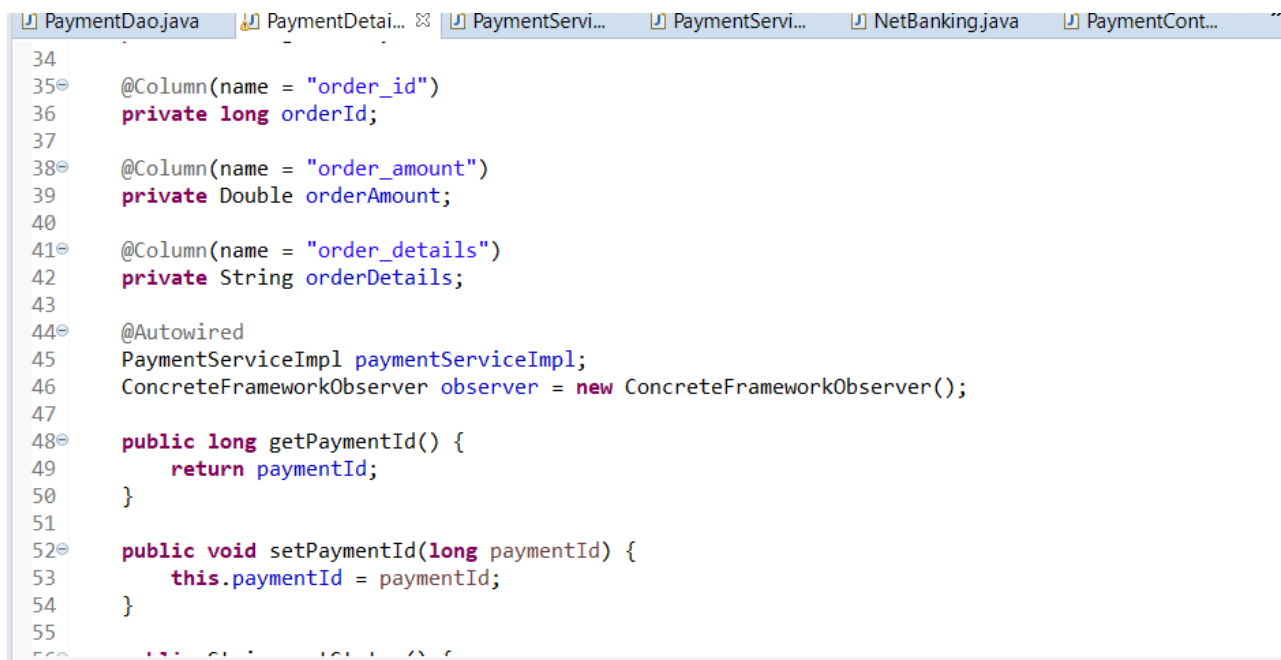 PaymentDao.java PaymentDetai... PaymentServi... PaymentServi... NetBanking.java PaymentCont...
34
35 @Column(name = "order_id")
36 private long orderId;
37
38 @Column(name = "order_amount")
39 private Double orderAmount;
40
41 @Column(name = "order_details")
42 private String orderDetails;
43
44 @Autowired
45 PaymentServiceImpl paymentServiceImpl;
46 ConcreteFrameworkObserver observer = new ConcreteFrameworkObserver();
47
48 public long getPaymentId() {
49 return paymentId;
50 }
51
52 public void setPaymentId(long paymentId) {
53 this.paymentId = paymentId;
54 }
55